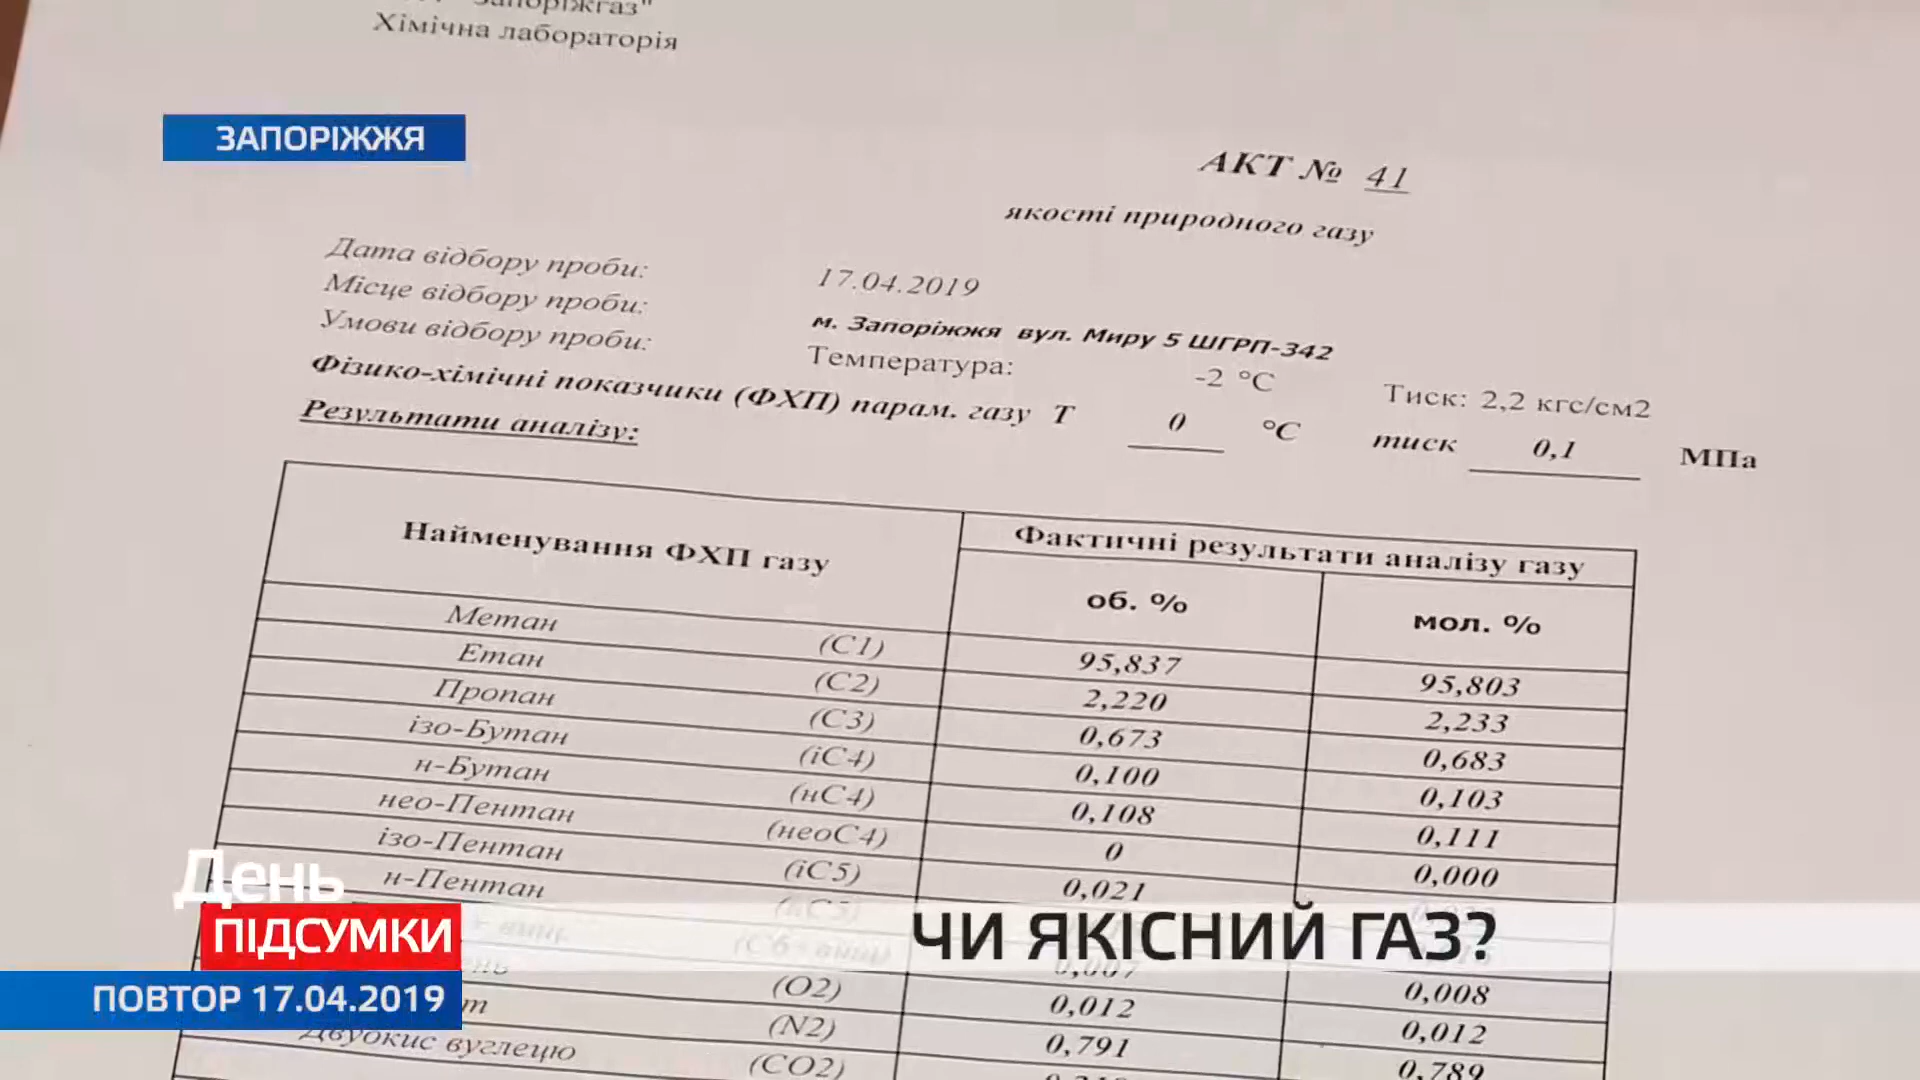 "Запоріжгаз"
Хімічна лабораторія
ЗАПОРІЖЖЯ
АКТ № 41
якості природного газу
Дата відбору проби: 17.04.2019
Місце відбору проби: м. Запоріжжя вул. Миру 5 ШГРП-342
Умови відбору проби: Температура: -2 °С Тиск: 2,2 кгс/см2
Фізико-хімічні показчики (ФХП) парам. газу Т 0 °С тиск 0,1 МПа
Результати аналізу:
Найменування ФХП газу Фактичні результати аналізу газу
об. % мол. %
Метан (С1) 95,837 95,803
Етан (С2) 2,220 2,233
Пропан (С3) 0,673 0,683
ізо-Бутан (іС4) 0,100 0,103
н-Бутан (нС4) 0,108 0,111
нео-Пентан (неоС4) 0 0,000
ізо-Пентан (іС5) 0,021
н-Пентан (нС5)
+ вищ. (С6+вищ) 0,007 0,008
(О2) 0,012 0,012
(N2) 0,791 0,789
Двуокис вуглецю (СО2)
День
ПІДСУМКИ
ЧИ ЯКІСНИЙ ГАЗ?
ПОВТОР 17.04.2019